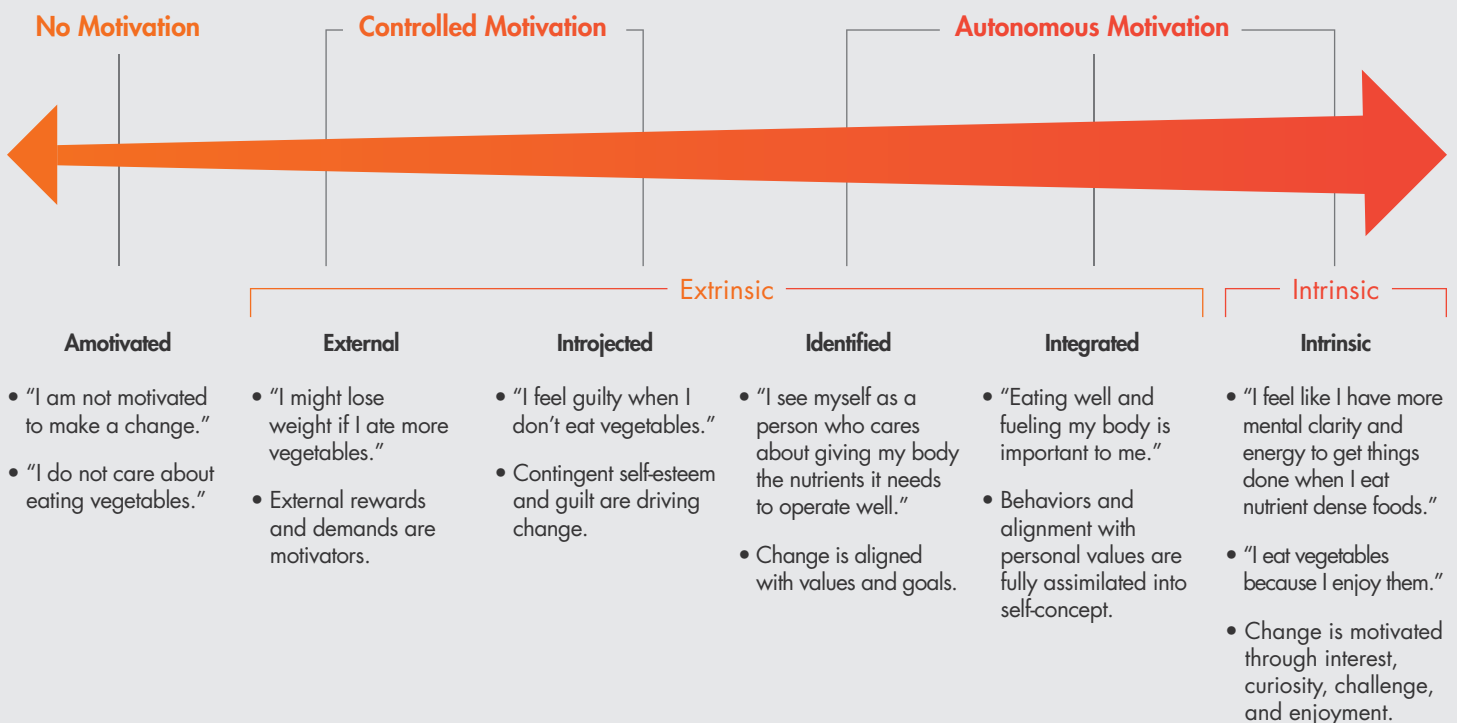 No Motivation
Controlled Motivation
Autonomous Motivation
Extrinsic
Intrinsic
Amotivated
• “I am not motivated
to make a change.”
• “I do not care about
eating vegetables.”
External
• “I might lose
weight if I ate more
vegetables.”
• External rewards
and demands are
motivators.
Introjected
• “I feel guilty when I
don’t eat vegetables.”
• Contingent self-esteem
and guilt are driving
change.
Identified
• “I see myself as a
person who cares
about giving my body
the nutrients it needs
to operate well.”
• Change is aligned
with values and goals.
Integrated
• “Eating well and
fueling my body is
important to me.”
• Behaviors and
alignment with
personal values are
fully assimilated into
self-concept.
Intrinsic
• “I feel like I have more
mental clarity and
energy to get things
done when I eat
nutrient dense foods.”
• “I eat vegetables
because I enjoy them.”
• Change is motivated
through interest,
curiosity, challenge,
and enjoyment.